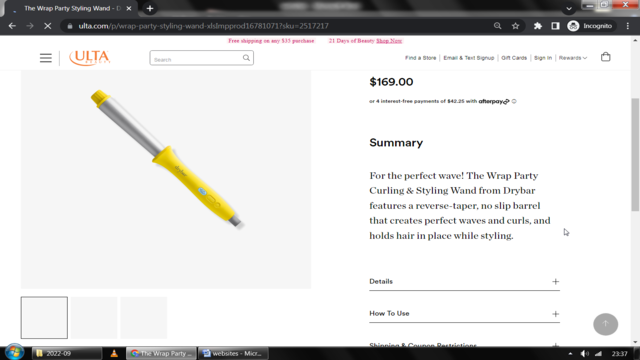 The Wrap Party Styling Wand - D
Incognito
ulta.com/p/wrap-party-styling-wand-xlsImpprod16781071?sku=2517217
Free shipping on any $35 purchase 21 Days of Beauty Shop Now
ULTA
BEAUTY
Search
Find a Store
Email & Text Signup
Gift Cards
Sign In
Rewards
$169.00
or 4 interest-free payments of $42.25 with afterpay
Summary
For the perfect wave! The Wrap Party
Curling & Styling Wand from Drybar
features a reverse-taper, no slip barrel
that creates perfect waves and curls, and
holds hair in place while styling.
Details
How To Use
Shipping & Coupon Restrictions
2022-09
The Wrap Party ...
websites - Micr...
23:37